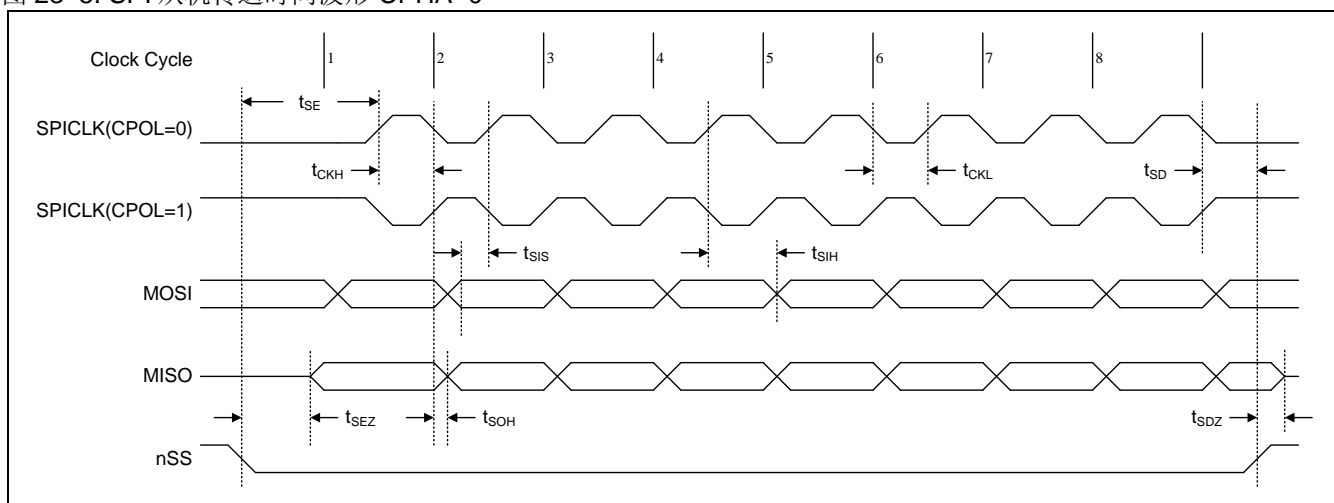 图 SPI 从机传送时间波形 CPHA=0
Clock Cycle 1 2 3 4 5 6 7 8
tSE
SPICLK(CPOL=0)
tCKH tCKL tSD
SPICLK(CPOL=1)
tSIS tSIH
MOSI
MISO
tSEZ tSOH tSDZ
nSS